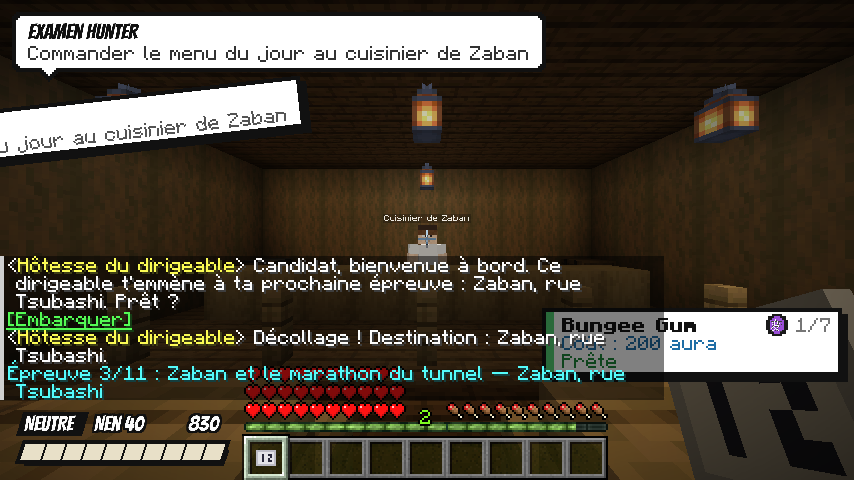 EXAMEN HUNTER
Commander le menu du jour au cuisinier de Zaban
jour au cuisinier de Zaban
Cuisinier de Zaban
<Hôtesse du dirigeable> Candidat, bienvenue à bord. Ce
dirigeable t'emmène à ta prochaine épreuve : Zaban, rue
Tsubashi. Prêt ?
[Embarquer]
<Hôtesse du dirigeable> Décollage ! Destination : Zaban, rue
Tsubashi.
Épreuve 3/11 : Zaban et le marathon du tunnel — Zaban, rue
Tsubashi
Bungee Gum
1/7
Coût : 200 aura
Prête
NEUTRE
NEN 40
830
2
12
12